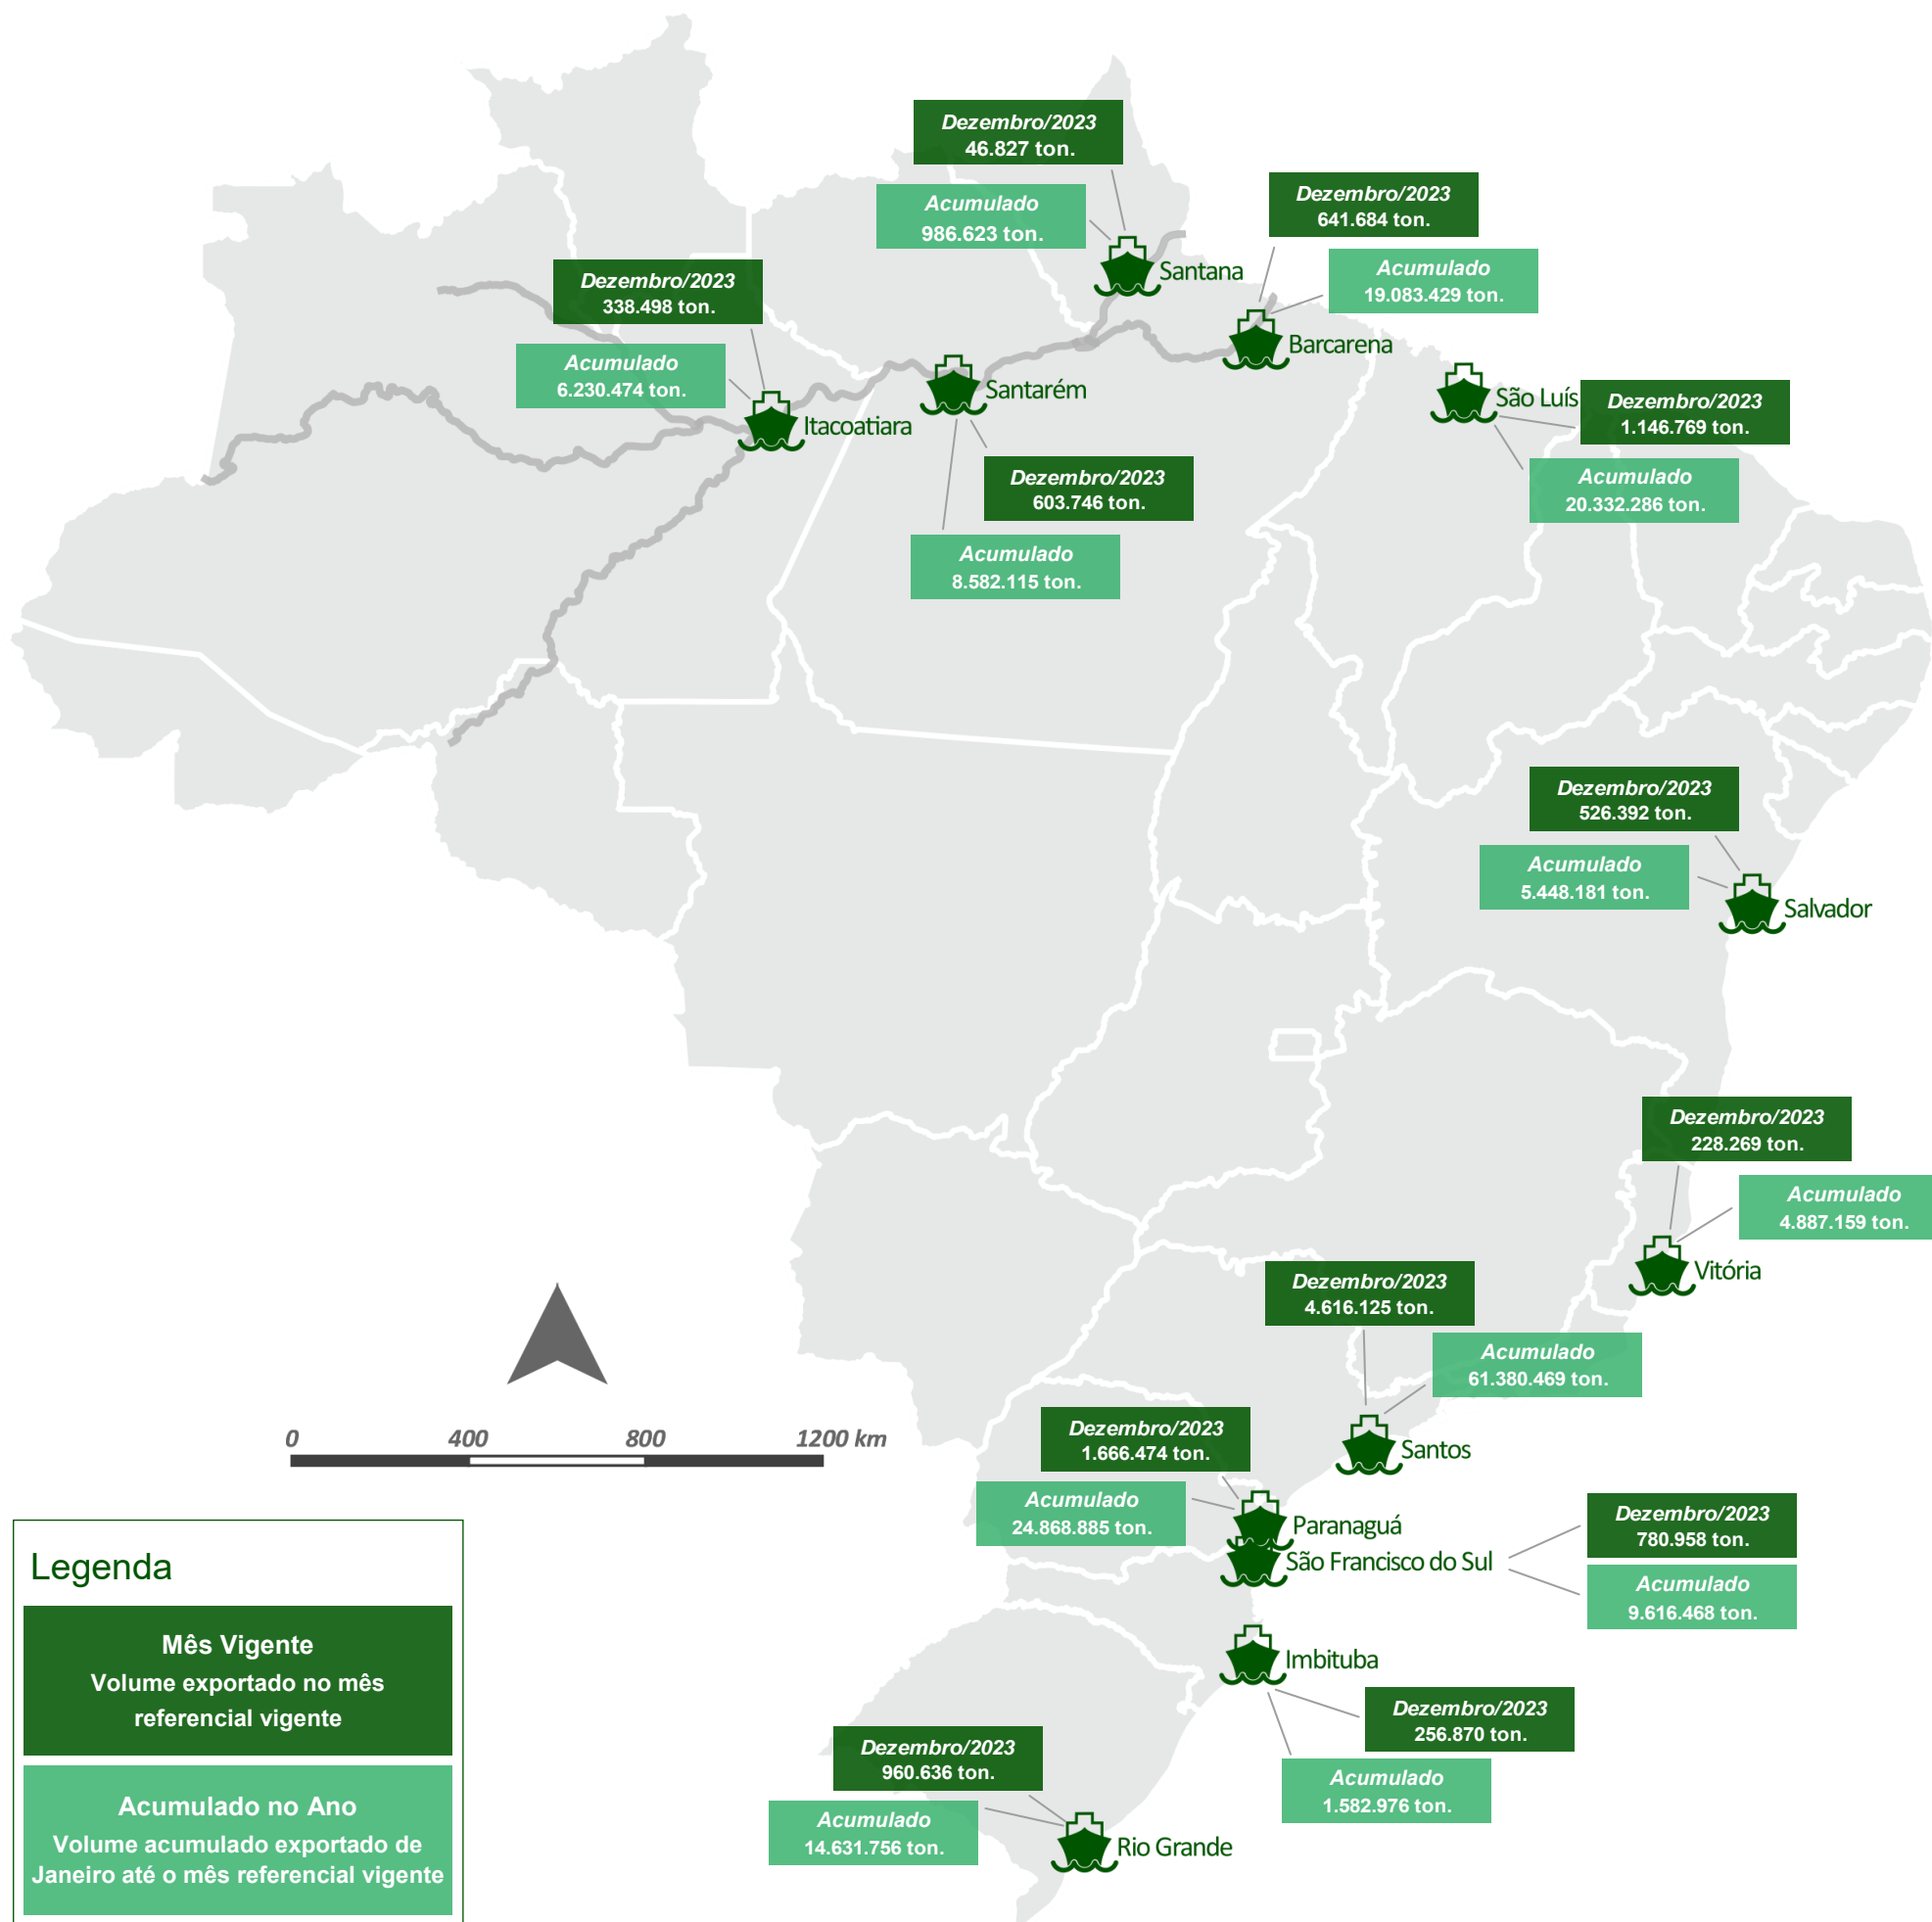 Dezembro/2023
46.827 ton.
Acumulado
986.623 ton.
Santana
Dezembro/2023
641.684 ton.
Acumulado
19.083.429 ton.
Barcarena
Dezembro/2023
338.498 ton.
Acumulado
6.230.474 ton.
Itacoatiara
Santarém
Dezembro/2023
603.746 ton.
Acumulado
8.582.115 ton.
São Luís
Dezembro/2023
1.146.769 ton.
Acumulado
20.332.286 ton.
Dezembro/2023
526.392 ton.
Acumulado
5.448.181 ton.
Salvador
Dezembro/2023
228.269 ton.
Acumulado
4.887.159 ton.
Vitória
Dezembro/2023
4.616.125 ton.
Acumulado
61.380.469 ton.
Santos
Dezembro/2023
1.666.474 ton.
Acumulado
24.868.885 ton.
Paranaguá
São Francisco do Sul
Dezembro/2023
780.958 ton.
Acumulado
9.616.468 ton.
Imbituba
Dezembro/2023
256.870 ton.
Acumulado
1.582.976 ton.
Dezembro/2023
960.636 ton.
Acumulado
14.631.756 ton.
Rio Grande
0 400 800 1200 km
Legenda
Mês Vigente
Volume exportado no mês
referencial vigente
Acumulado no Ano
Volume acumulado exportado de
Janeiro até o mês referencial vigente